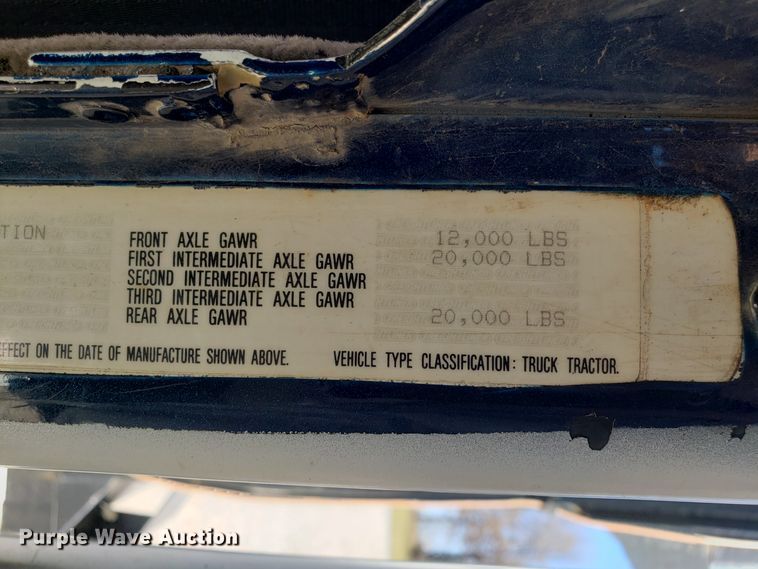 TION
FRONT AXLE GAWR 12,000 LBS
FIRST INTERMEDIATE AXLE GAWR 20,000 LBS
SECOND INTERMEDIATE AXLE GAWR
THIRD INTERMEDIATE AXLE GAWR
REAR AXLE GAWR 20,000 LBS
EFFECT ON THE DATE OF MANUFACTURE SHOWN ABOVE. VEHICLE TYPE CLASSIFICATION: TRUCK TRACTOR.
Purple Wave Auction